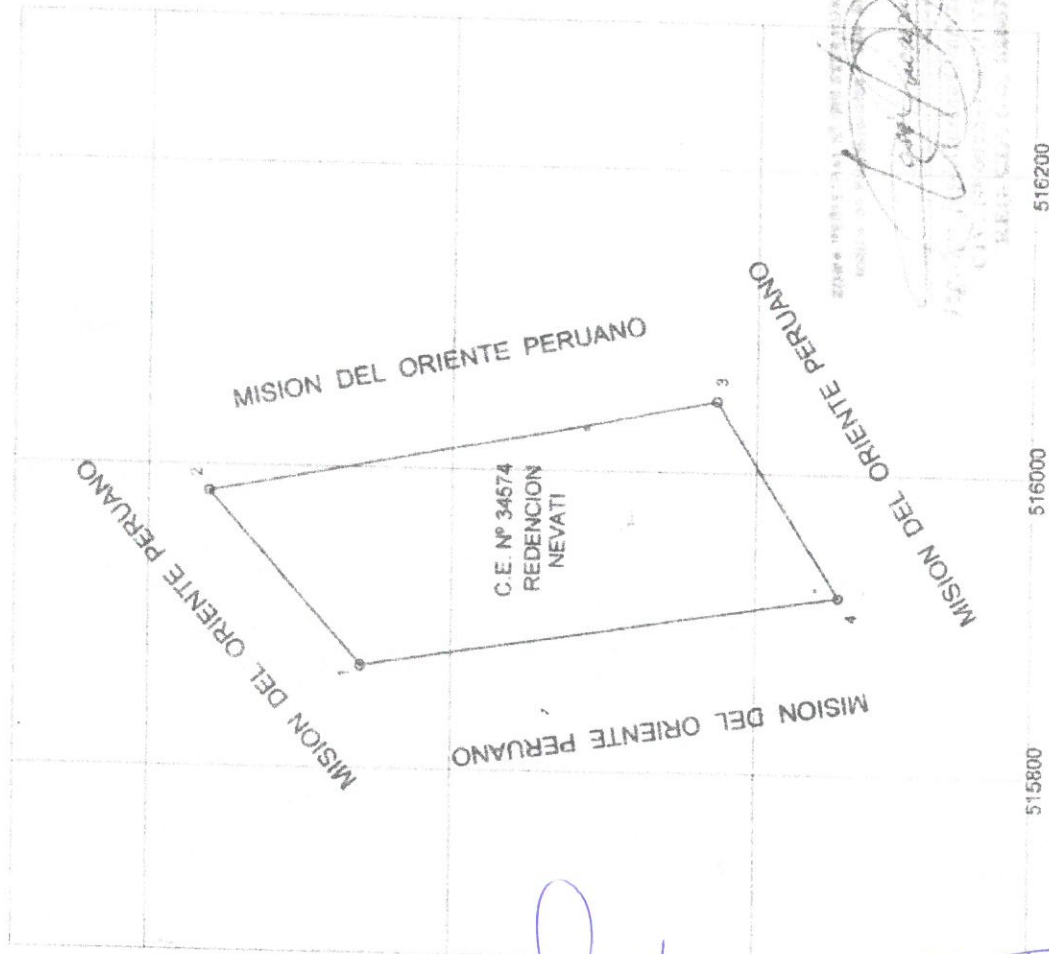 MISION DEL ORIENTE PERUANO
2
MISION DEL ORIENTE PERUANO
1
C.E. Nº 34574
REDENCION
NEVATI
3
MISION DEL ORIENTE PERUANO
4
MISION DEL ORIENTE PERUANO
515800
516000
516200